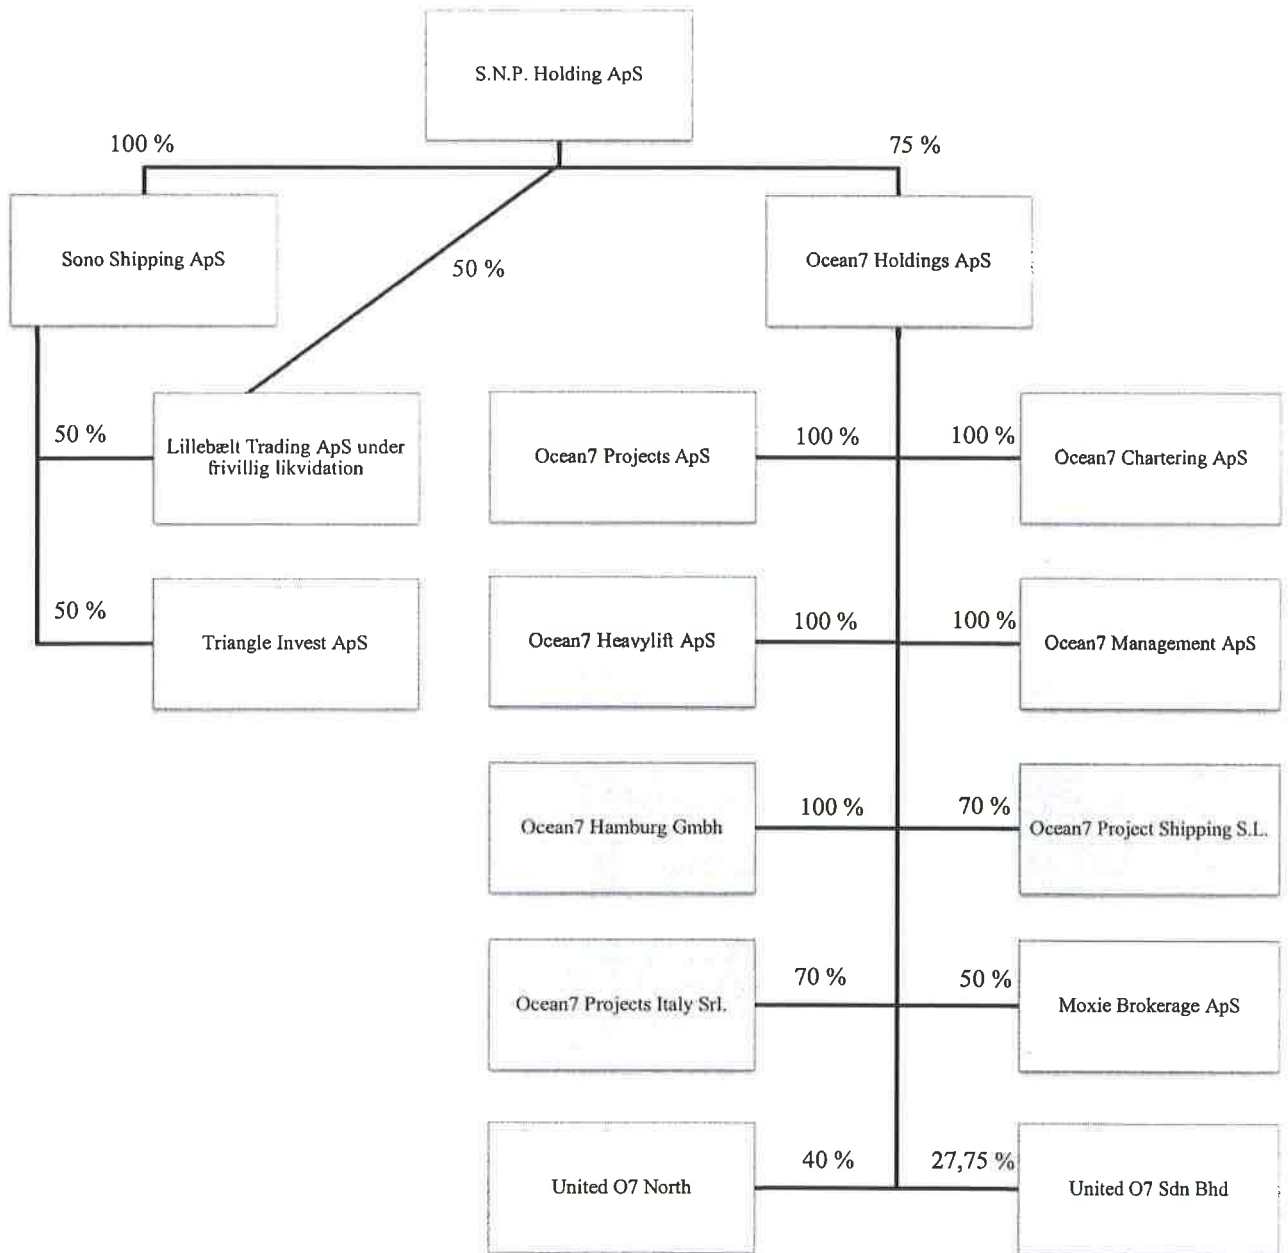 S.N.P. Holding ApS
100 %
75 %
Sono Shipping ApS
50 %
Ocean7 Holdings ApS
50 %
Lillebælt Trading ApS under
frivillig likvidation
Ocean7 Projects ApS
100 %
100 %
Ocean7 Chartering ApS
50 %
Triangle Invest ApS
Ocean7 Heavylift ApS
100 %
100 %
Ocean7 Management ApS
Ocean7 Hamburg Gmbh
100 %
70 %
Ocean7 Project Shipping S.L.
Ocean7 Projects Italy Srl.
70 %
50 %
Moxie Brokerage ApS
United O7 North
40 %
27,75 %
United O7 Sdn Bhd